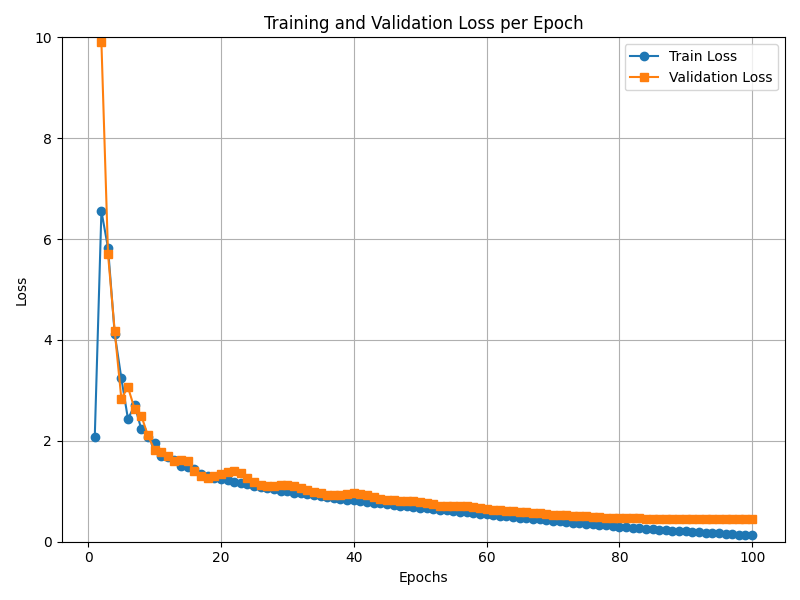 Training and Validation Loss per Epoch
Train Loss
Validation Loss
10
8
6
4
2
0
Loss
0 20 40 60 80 100
Epochs